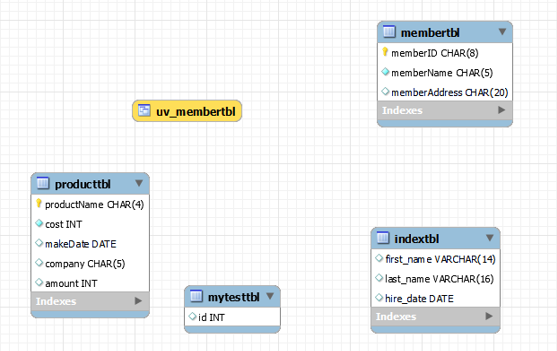 membertbl
memberID CHAR(8)
memberName CHAR(5)
memberAddress CHAR(20)
Indexes
uv_membertbl
producttbl
productName CHAR(4)
cost INT
makeDate DATE
company CHAR(5)
amount INT
Indexes
indextbl
first_name VARCHAR(14)
last_name VARCHAR(16)
hire_date DATE
Indexes
mytesttbl
id INT